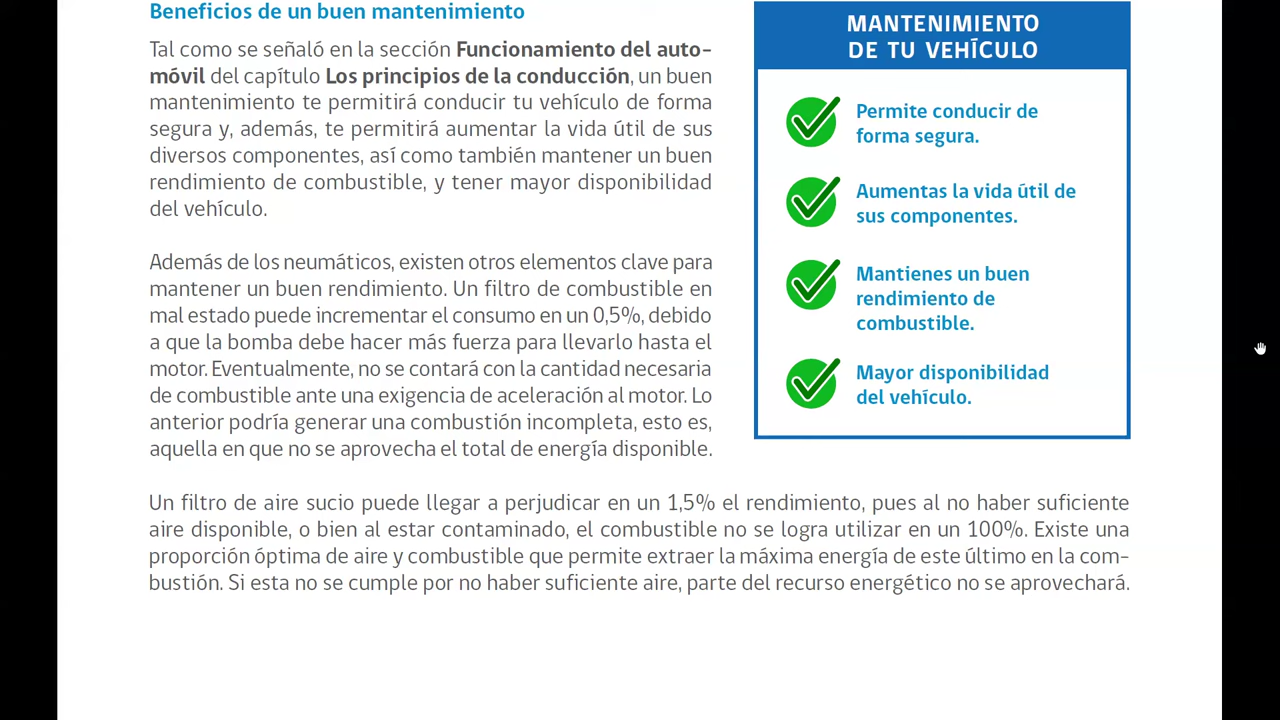 Beneficios de un buen mantenimiento
Tal como se señaló en la sección Funcionamiento del auto-
móvil del capítulo Los principios de la conducción, un buen
mantenimiento te permitirá conducir tu vehículo de forma
segura y, además, te permitirá aumentar la vida útil de sus
diversos componentes, así como también mantener un buen
rendimiento de combustible, y tener mayor disponibilidad
del vehículo.
Además de los neumáticos, existen otros elementos clave para
mantener un buen rendimiento. Un filtro de combustible en
mal estado puede incrementar el consumo en un 0,5%, debido
a que la bomba debe hacer más fuerza para llevarlo hasta el
motor. Eventualmente, no se contará con la cantidad necesaria
de combustible ante una exigencia de aceleración al motor. Lo
anterior podría generar una combustión incompleta, esto es,
aquella en que no se aprovecha el total de energía disponible.
MANTENIMIENTO
DE TU VEHÍCULO
Permite conducir de
forma segura.
Aumentas la vida útil de
sus componentes.
Mantienes un buen
rendimiento de
combustible.
Mayor disponibilidad
del vehículo.
Un filtro de aire sucio puede llegar a perjudicar en un 1,5% el rendimiento, pues al no haber suficiente
aire disponible, o bien al estar contaminado, el combustible no se logra utilizar en un 100%. Existe una
proporción óptima de aire y combustible que permite extraer la máxima energía de este último en la com-
bustión. Si esta no se cumple por no haber suficiente aire, parte del recurso energético no se aprovechará.